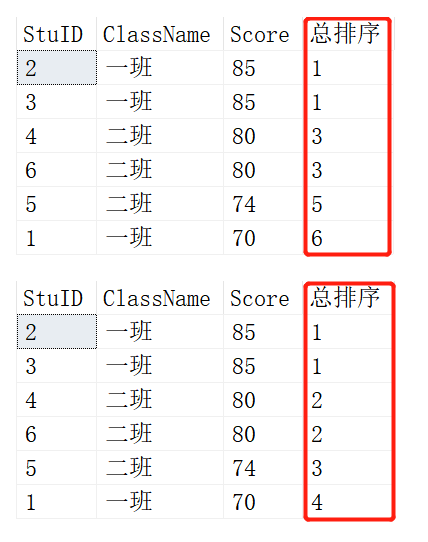 StuID ClassName Score 总排序
2 一班 85 1
3 一班 85 1
4 二班 80 3
6 二班 80 3
5 二班 74 5
1 一班 70 6
StuID ClassName Score 总排序
2 一班 85 1
3 一班 85 1
4 二班 80 2
6 二班 80 2
5 二班 74 3
1 一班 70 4